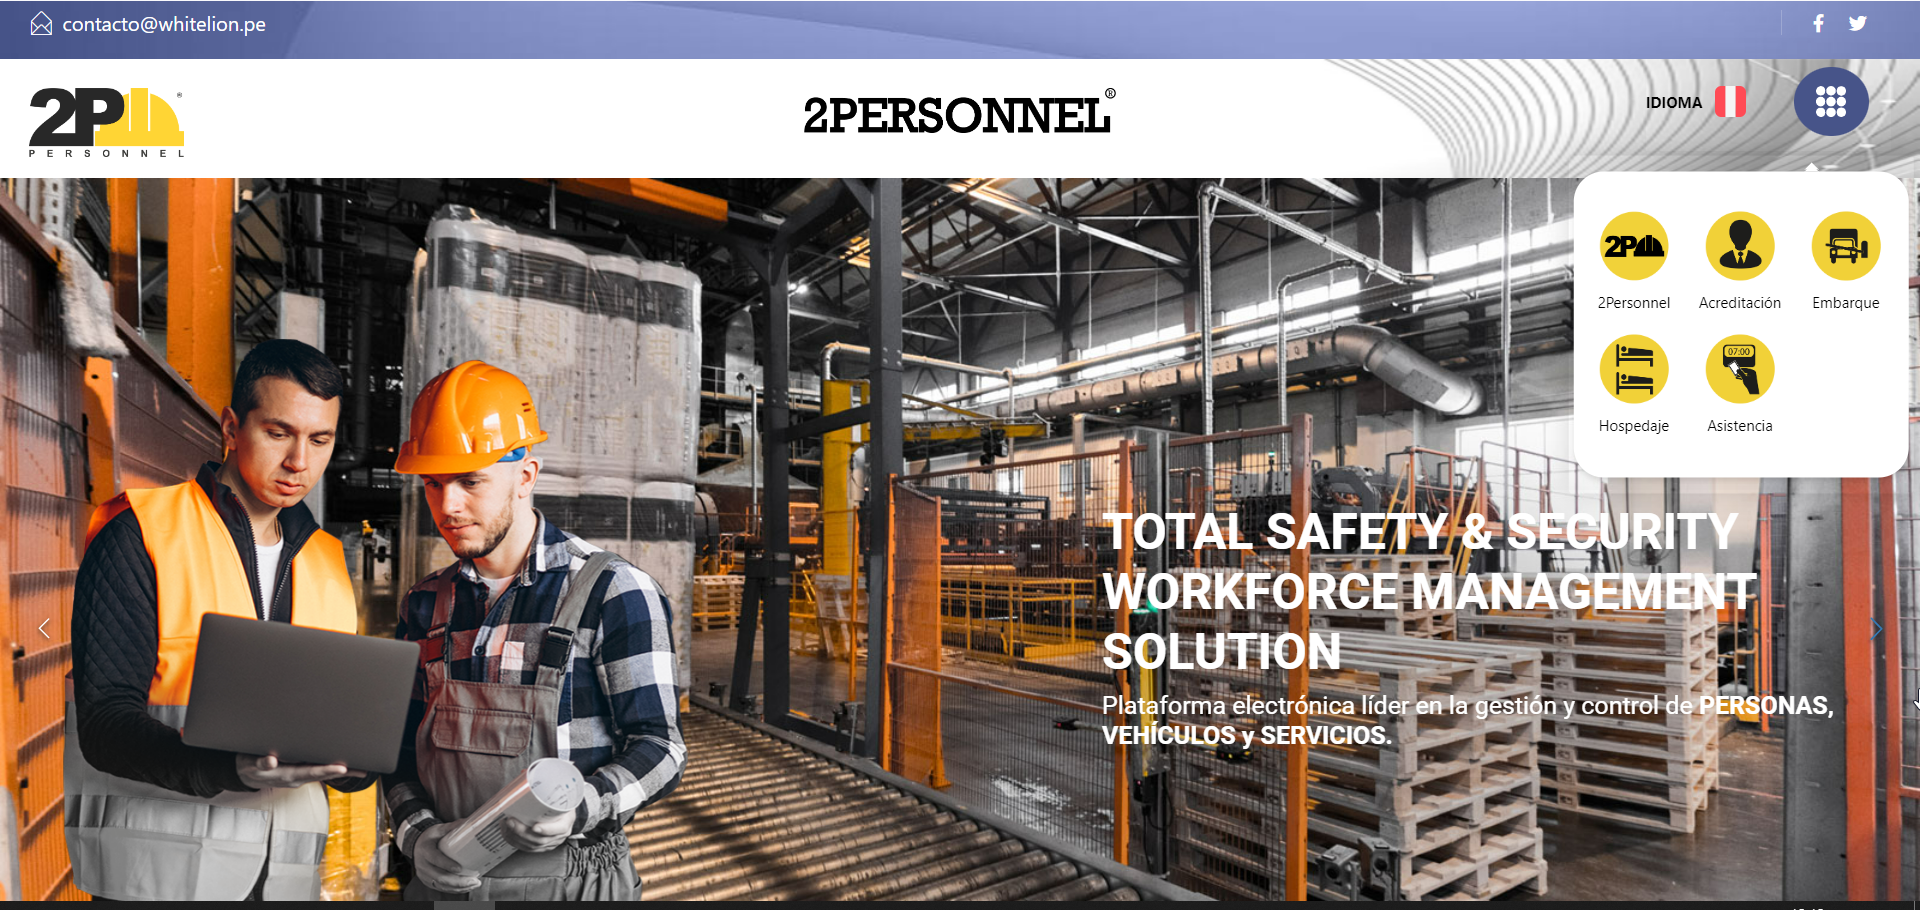 contacto@whitelion.pe
2P
®
PERSONNEL
2PERSONNEL®
IDIOMA
2P
2Personnel
Acreditación
Embarque
07:00
Hospedaje
Asistencia
TOTAL SAFETY & SECURITY
WORKFORCE MANAGEMENT
SOLUTION
Plataforma electrónica líder en la gestión y control de PERSONAS,
VEHÍCULOS y SERVICIOS.